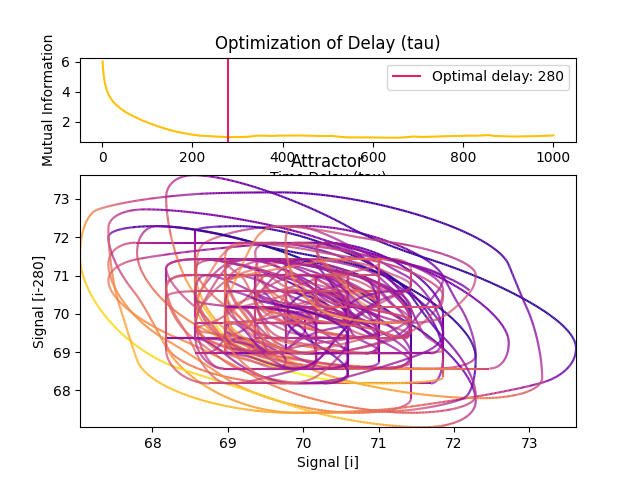 Optimization of Delay (tau)
Mutual Information
6
4
2
Optimal delay: 280
0 200 400 600 800 1000
Time Delay (tau)
Attractor
Signal [i-280]
73
72
71
70
69
68
68 69 70 71 72 73
Signal [i]